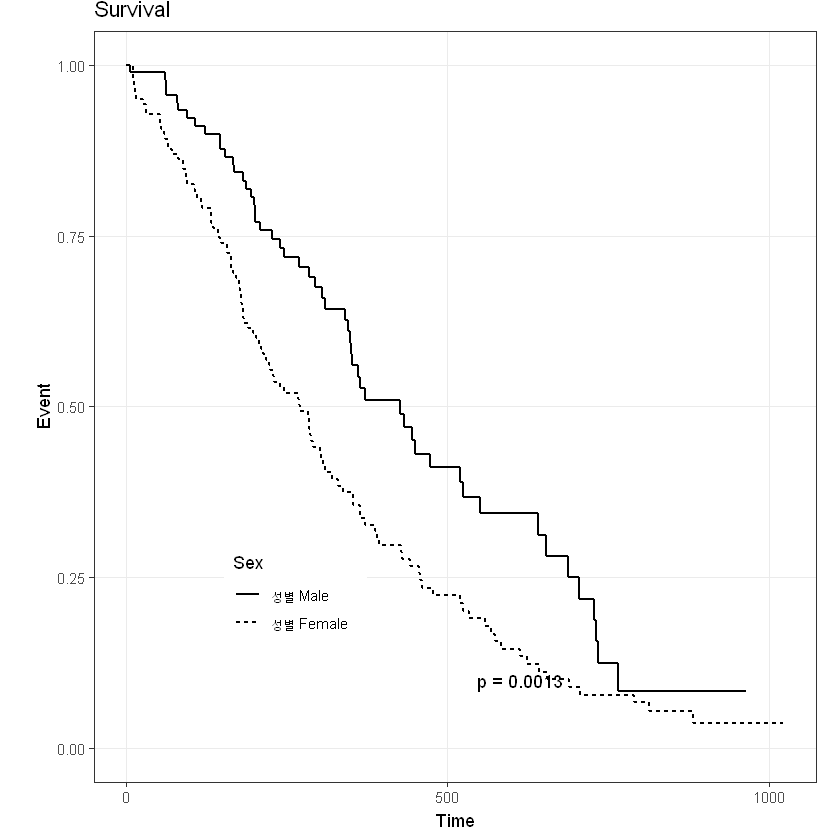 Survival
1.00
0.75
0.50
0.25
0.00
Event
Sex
성별 Male
성별 Female
p = 0.0013
0
500
1000
Time